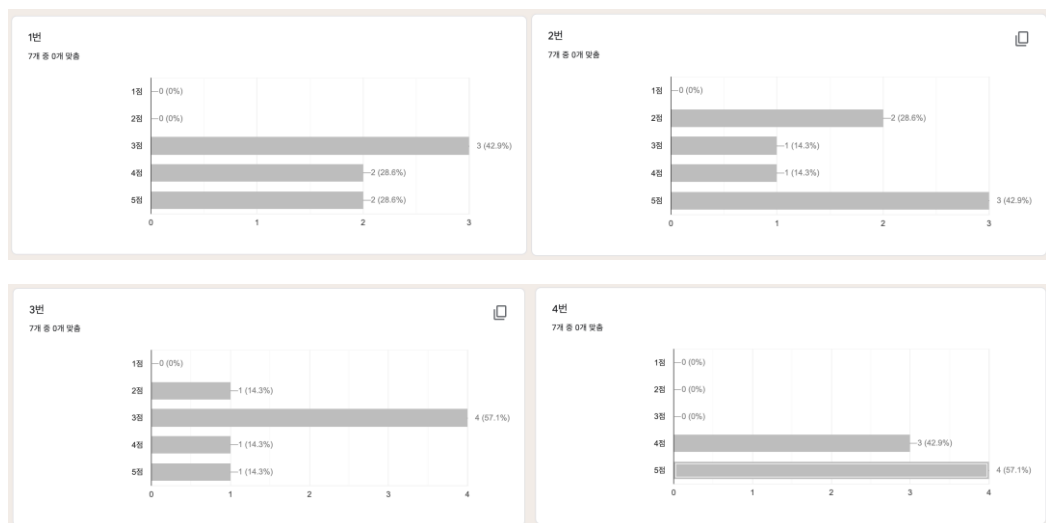 1번
7개 중 0개 맞춤
1점
0 (0%)
2점
0 (0%)
3점
3 (42.9%)
4점
2 (28.6%)
5점
2 (28.6%)
0 1 2 3
2번
7개 중 0개 맞춤
1점
0 (0%)
2점
2 (28.6%)
3점
1 (14.3%)
4점
1 (14.3%)
5점
3 (42.9%)
0 1 2 3
3번
7개 중 0개 맞춤
1점
0 (0%)
2점
1 (14.3%)
3점
4 (57.1%)
4점
1 (14.3%)
5점
1 (14.3%)
0 1 2 3 4
4번
7개 중 0개 맞춤
1점
0 (0%)
2점
0 (0%)
3점
0 (0%)
4점
3 (42.9%)
5점
4 (57.1%)
0 1 2 3 4